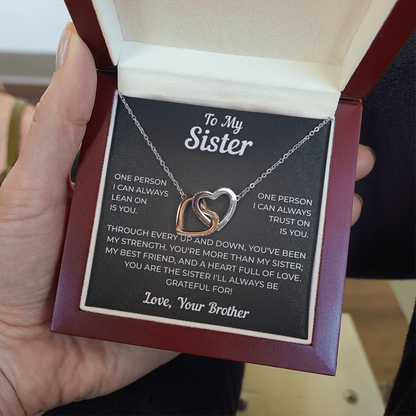 To My
Sister
ONE PERSON
I CAN ALWAYS
LEAN ON
IS YOU.
ONE PERSON
I CAN ALWAYS
TRUST ON
IS YOU.
THROUGH EVERY UP AND DOWN, YOU'VE BEEN
MY STRENGTH. YOU'RE MORE THAN MY SISTER;
MY BEST FRIEND, AND A HEART FULL OF LOVE.
YOU ARE THE SISTER I'LL ALWAYS BE
GRATEFUL FOR!
Love, Your Brother